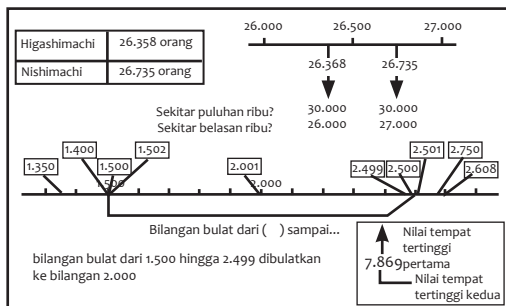 Higashimachi 26.358 orang
Nishimachi 26.735 orang
26.000 26.500 27.000
26.368 26.735
Sekitar puluhan ribu? 30.000 30.000
Sekitar belasan ribu? 26.000 27.000
1.350 1.400 1.500 1.502 2.001 2.499 2.500 2.501 2.750 2.608
1.500 2.000
Bilangan bulat dari ( ) sampai...
bilangan bulat dari 1.500 hingga 2.499 dibulatkan
ke bilangan 2.000
Nilai tempat
tertinggi
pertama
7.869
Nilai tempat
tertinggi kedua